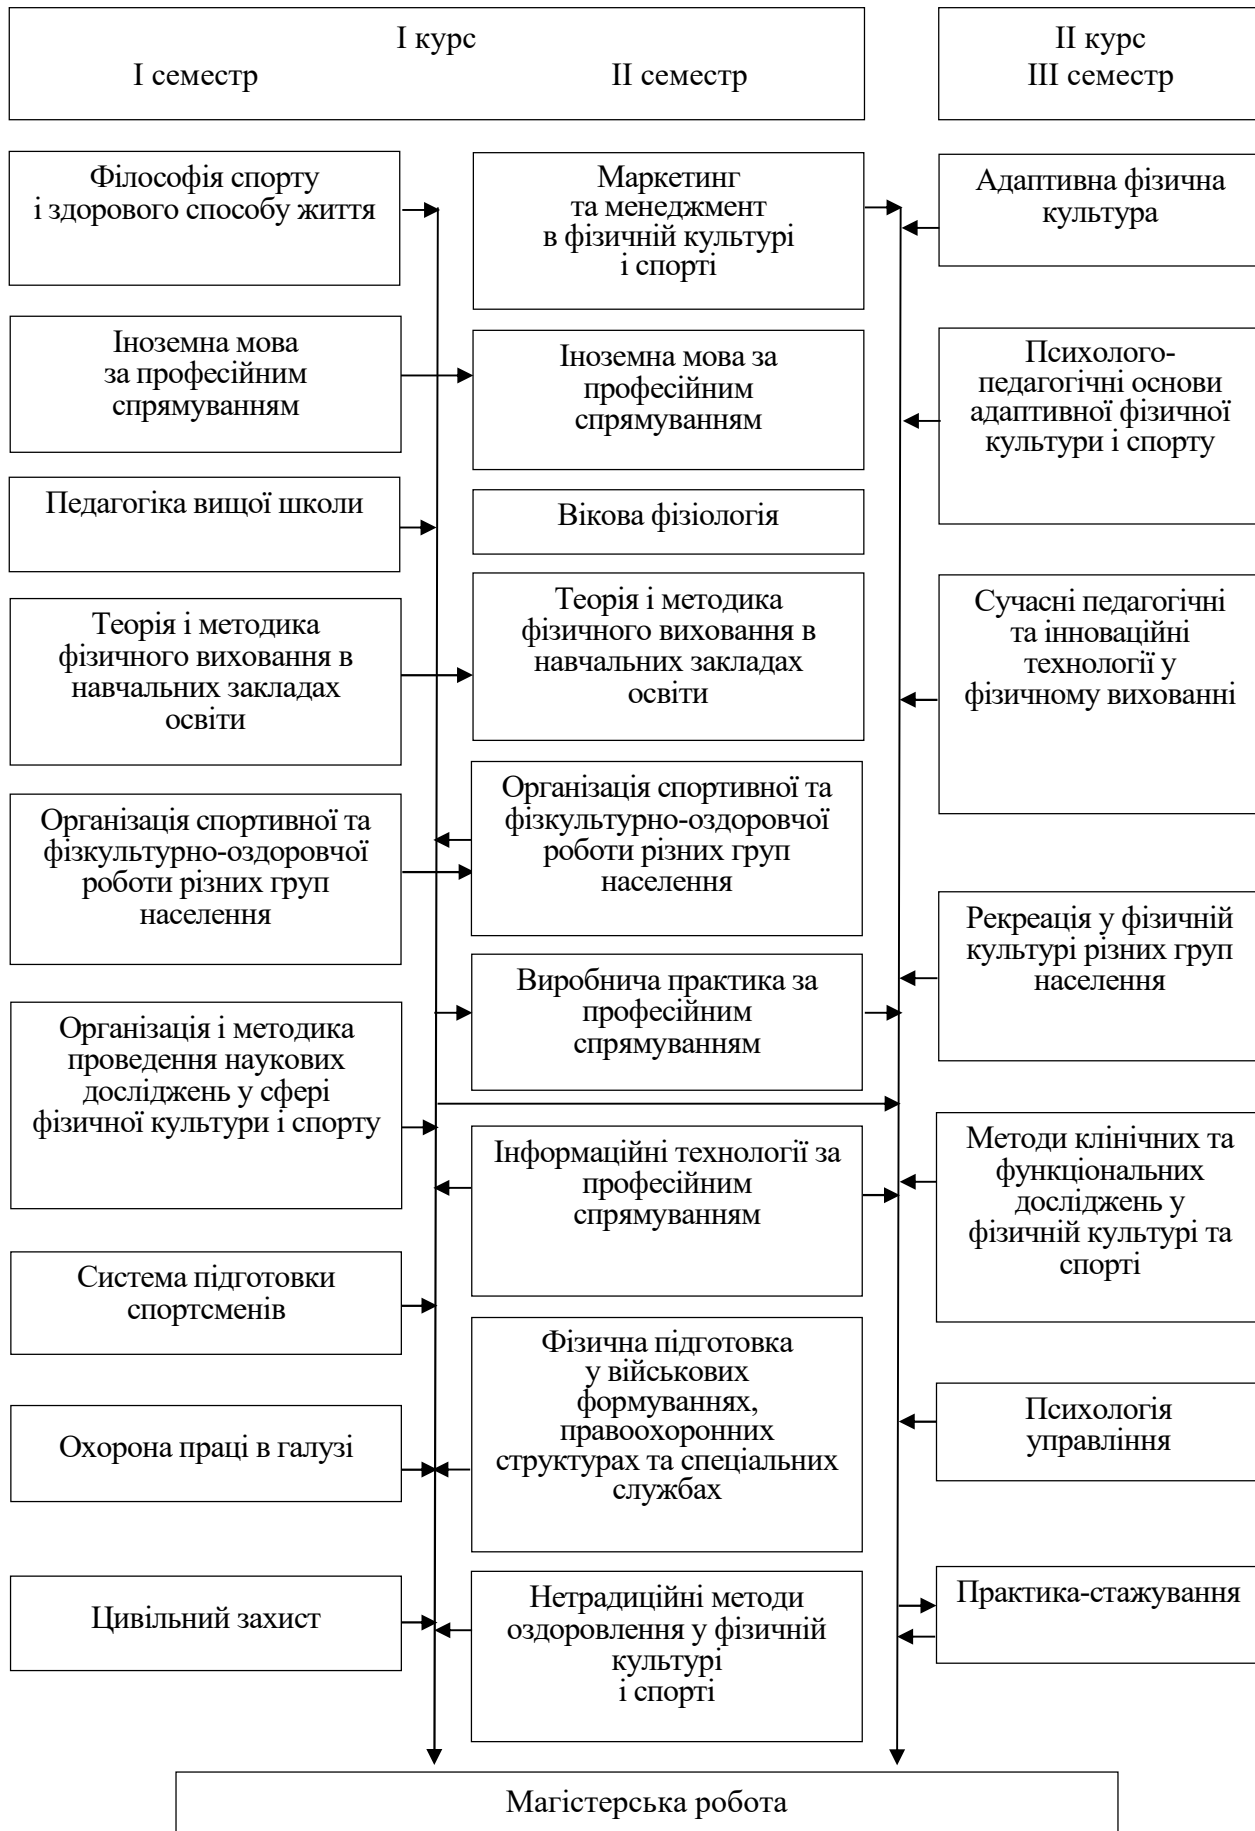 І курс
І семестр ІІ семестр
ІІ курс
ІІІ семестр
Філософія спорту
і здорового способу життя
Іноземна мова
за професійним
спрямуванням
Педагогіка вищої школи
Теорія і методика
фізичного виховання в
навчальних закладах
освіти
Організація спортивної та
фізкультурно-оздоровчої
роботи різних груп
населення
Організація і методика
проведення наукових
досліджень у сфері
фізичної культури і спорту
Система підготовки
спортсменів
Охорона праці в галузі
Цивільний захист
Маркетинг
та менеджмент
в фізичній культурі
і спорті
Іноземна мова за
професійним
спрямуванням
Вікова фізіологія
Теорія і методика
фізичного виховання в
навчальних закладах
освіти
Організація спортивної та
фізкультурно-оздоровчої
роботи різних груп
населення
Виробнича практика за
професійним
спрямуванням
Інформаційні технології за
професійним
спрямуванням
Фізична підготовка
у військових
формуваннях,
правоохоронних
структурах та спеціальних
службах
Нетрадиційні методи
оздоровлення у фізичній
культурі
і спорті
Адаптивна фізична
культура
Психолого-
педагогічні основи
адаптивної фізичної
культури і спорту
Сучасні педагогічні
та інноваційні
технології у
фізичному вихованні
Рекреація у фізичній
культурі різних груп
населення
Методи клінічних та
функціональних
досліджень у
фізичній культурі та
спорті
Психологія
управління
Практика-стажування
Магістерська робота